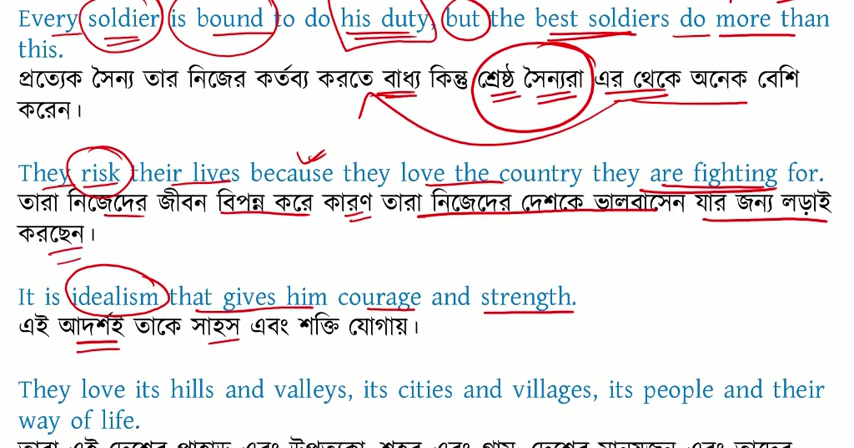 Every soldier is bound to do his duty, but the best soldiers do more than
this.
প্রত্যেক সৈন্য তার নিজের কর্তব্য করতে বাধ্য কিন্তু শ্রেষ্ঠ সৈন্যরা এর থেকে অনেক বেশি
করেন।
They risk their lives because they love the country they are fighting for.
তারা নিজেদের জীবন বিপন্ন করে কারণ তারা নিজেদের দেশকে ভালবাসেন যার জন্য লড়াই
করছেন।
It is idealism that gives him courage and strength.
এই আদর্শই তাকে সাহস এবং শক্তি যোগায়।
They love its hills and valleys, its cities and villages, its people and their
way of life.